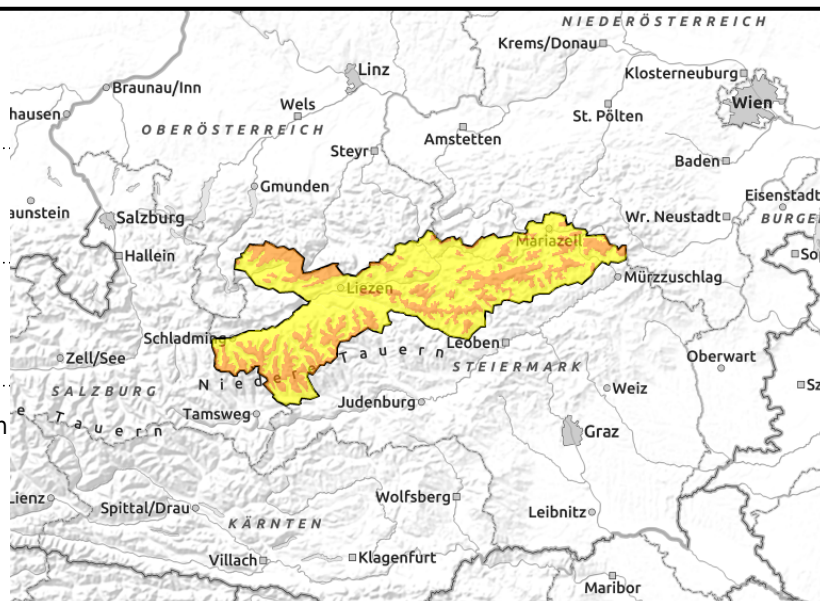 NIEDERÖSTERREICH
Krems/Donau
Linz
Klosterneuburg
Braunau/Inn
Wels
Wien
hausen
St. Pölten
OBERÖSTERREICH
Amstetten
Steyr
Baden
Gmunden
Eisenstadt
aunstein
Salzburg
Wr. Neustadt
BURGE
Mariazell
Hallein
So
Mürzzuschlag
Liezen
Schladming
Leoben
Zell/See
Niedere Tauern
STEIERMARK
Oberwart
SALZBURG
Weiz
Sz
Judenburg
Tamsweg
e Tauern
n
Graz
Lienz
Wolfsberg
Spittal/Drau
Leibnitz
KÄRNTEN
Villach
Klagenfurt
Maribor